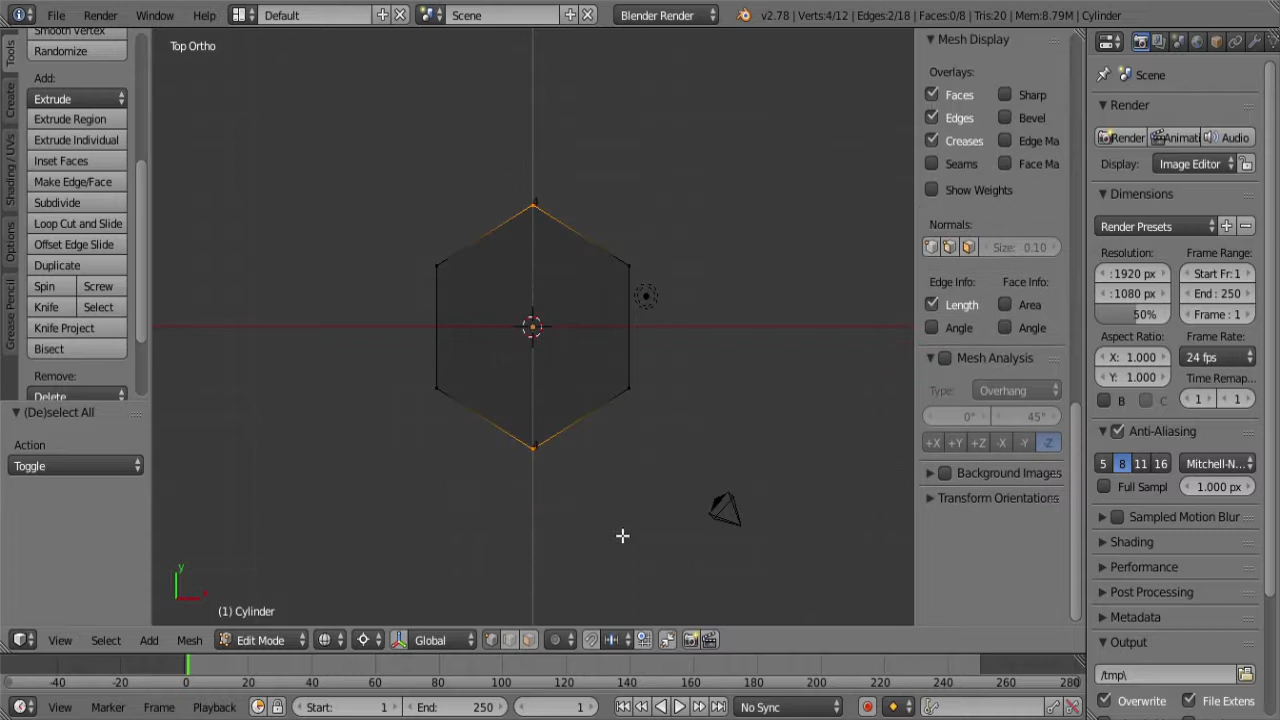 File Render Window Help Default Scene Blender Render v2.78 | Verts:4/12 | Edges:2/18 | Faces:0/8 | Tris:20 | Mem:8.79M | Cylinder
Tools
Create
Shading / UVs
Options
Grease Pencil
Smooth Vertex
Randomize
Add:
Extrude
Extrude Region
Extrude Individual
Inset Faces
Make Edge/Face
Subdivide
Loop Cut and Slide
Offset Edge Slide
Duplicate
Spin Screw
Knife Select
Knife Project
Bisect
Remove:
Delete
(De)select All
Action
Toggle
Top Ortho
y
x
(1) Cylinder
Mesh Display
Overlays:
Faces Sharp
Edges Bevel
Creases Edge Ma
Seams Face Ma
Show Weights
Normals:
Size: 0.10
Edge Info: Face Info:
Length Area
Angle Angle
Mesh Analysis
Type: Overhang
0° 45°
+X +Y +Z -X -Y -Z
Background Images
Transform Orientations
Scene
Render
Render Animati Audio
Display: Image Editor
Dimensions
Render Presets
Resolution: Frame Range:
: 1920 px Start Fr: 1
: 1080 px End : 250
50% Frame : 1
Aspect Ratio: Frame Rate:
X: 1.000 24 fps
Y: 1.000 Time Remap...
B C 1 1
Anti-Aliasing
5 8 11 16 Mitchell-N...
Full Sampl 1.000 px
Sampled Motion Blur
Shading
Performance
Post Processing
Metadata
Output
/tmp\
Overwrite File Extens
View Select Add Mesh Edit Mode Global
-40 -20 0 20 40 60 80 100 120 140 160 180 200 220 240 260 280
View Marker Frame Playback Start: 1 End: 250 1 No Sync